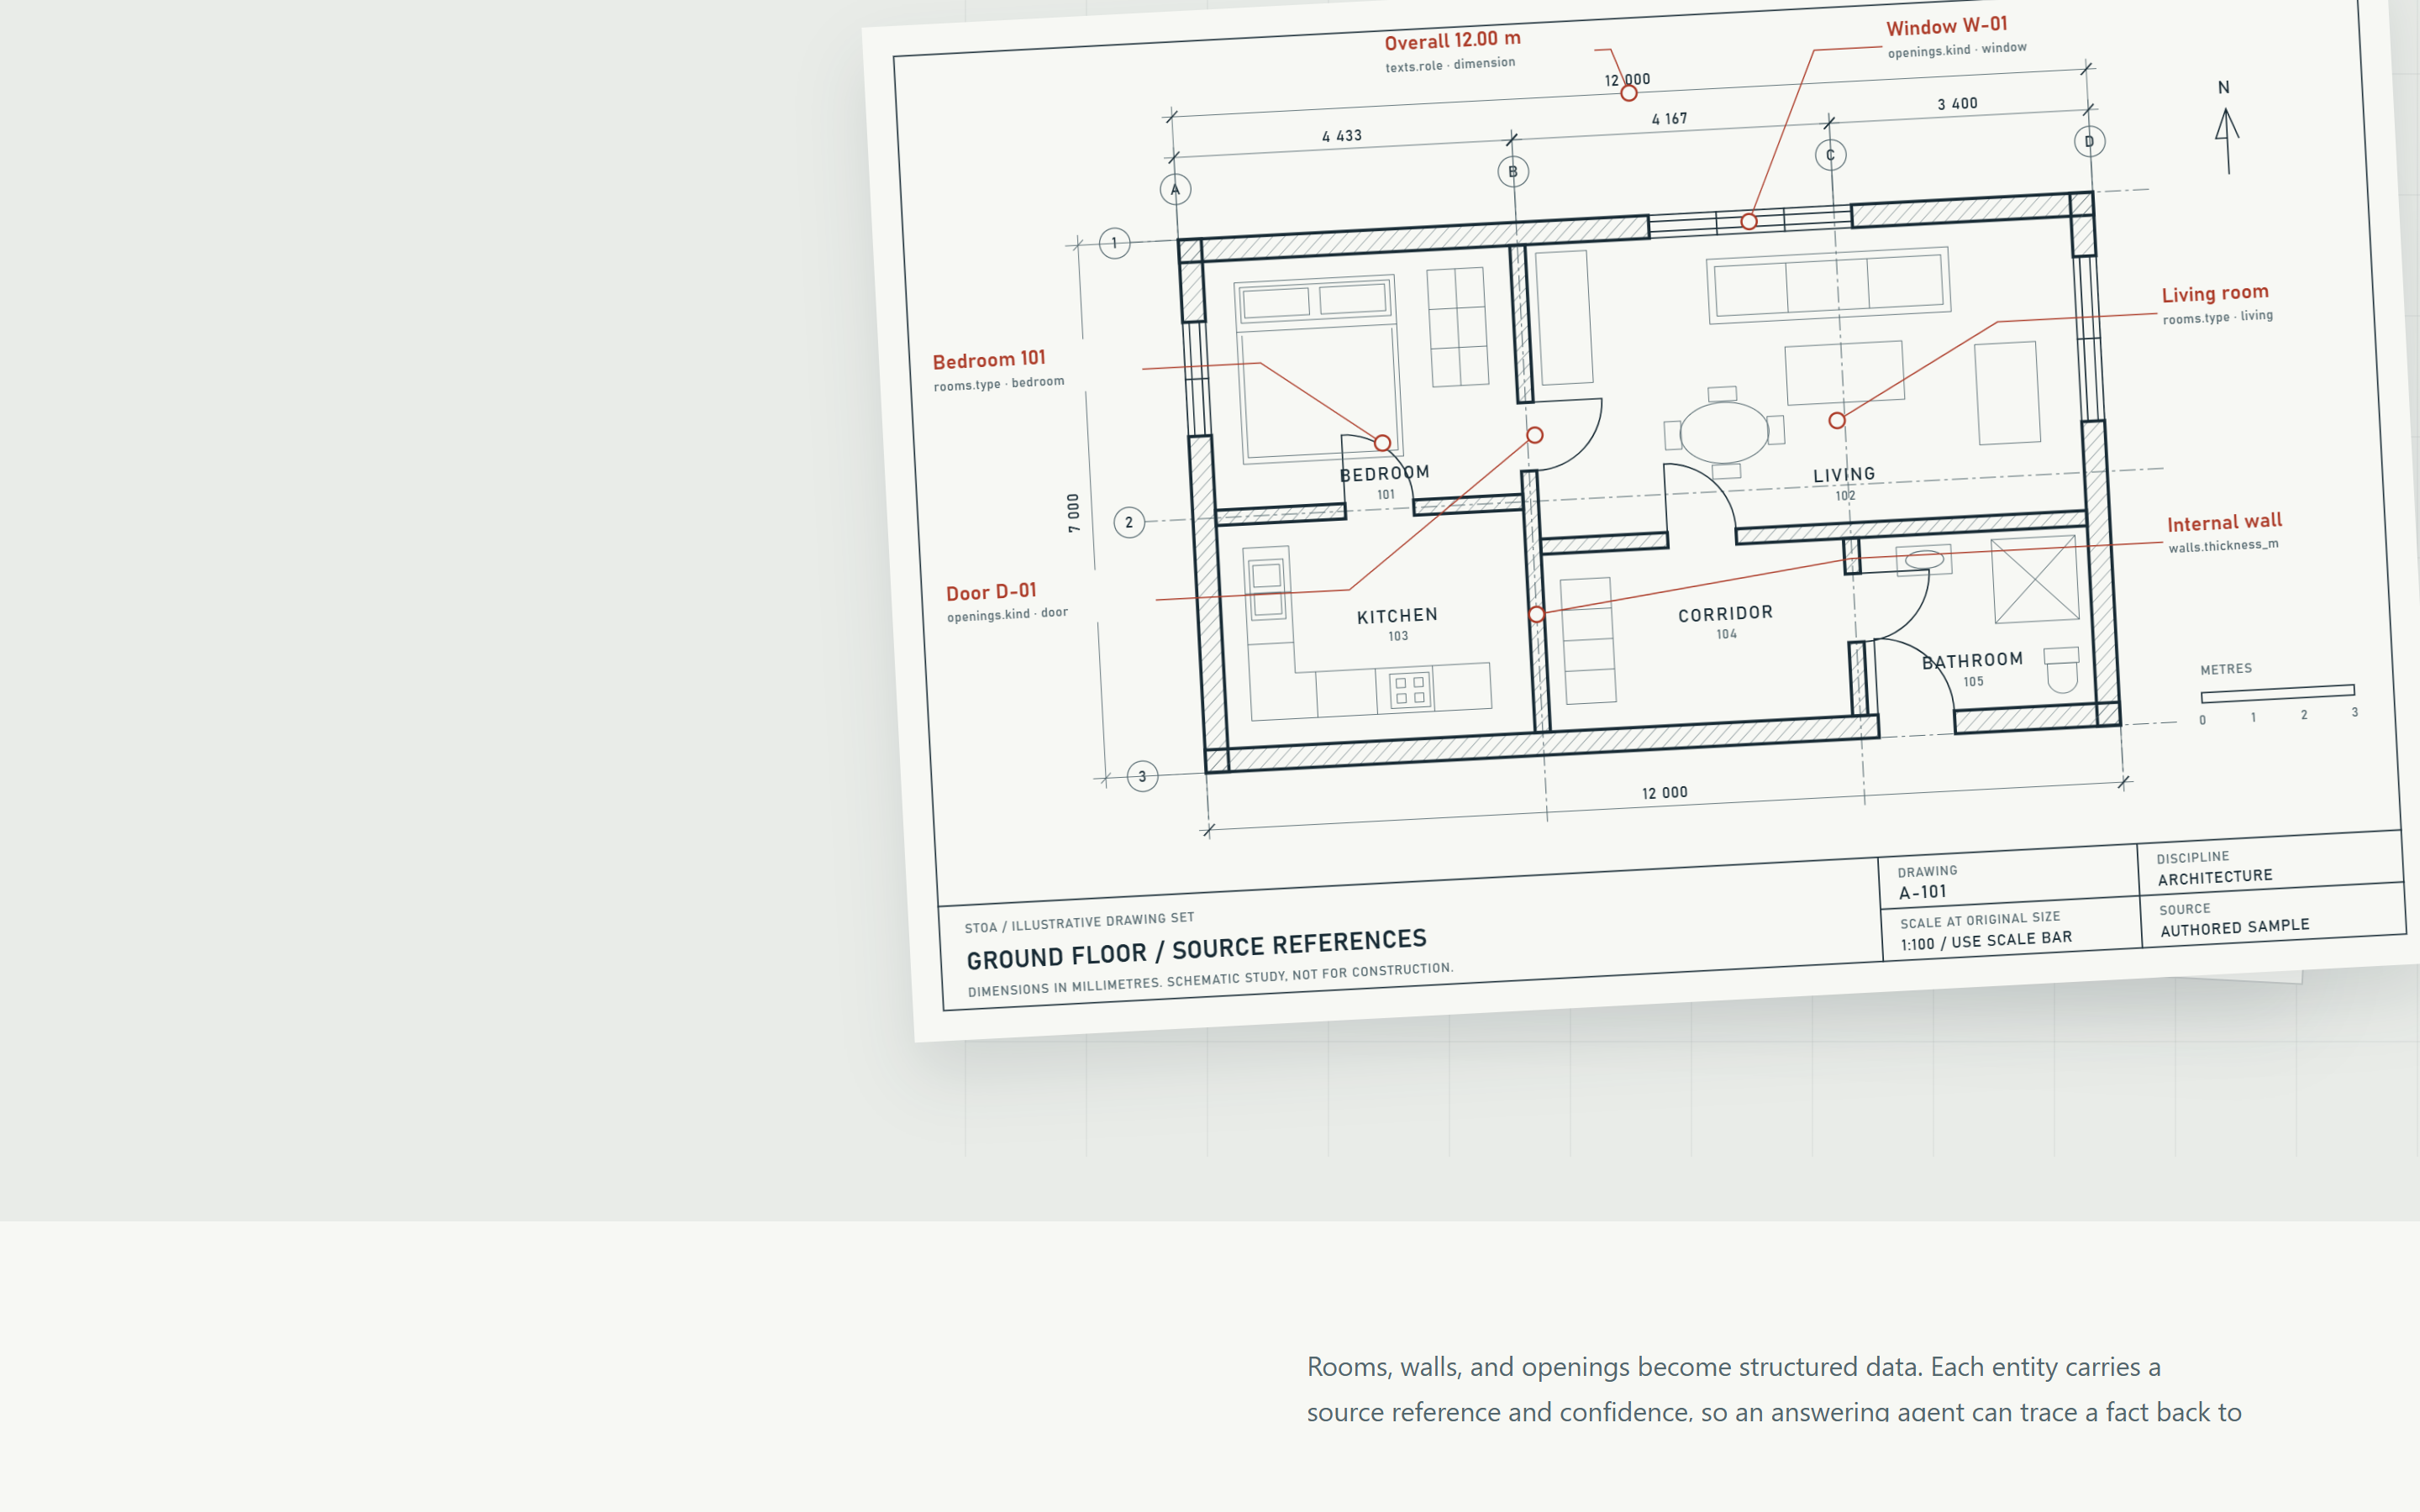 Overall 12.00 m
texts.role · dimension
Window W-01
openings.kind · window
12 000
4 433
4 167
3 400
N
A
B
C
D
1
Living room
rooms.type · living
Bedroom 101
rooms.type · bedroom
BEDROOM
101
LIVING
102
7 000
2
Internal wall
walls.thickness_m
Door D-01
openings.kind · door
KITCHEN
103
CORRIDOR
104
BATHROOM
105
METRES
0 1 2 3
3
12 000
STOA / ILLUSTRATIVE DRAWING SET
GROUND FLOOR / SOURCE REFERENCES
DIMENSIONS IN MILLIMETRES. SCHEMATIC STUDY, NOT FOR CONSTRUCTION.
DRAWING
A-101
DISCIPLINE
ARCHITECTURE
SCALE AT ORIGINAL SIZE
1:100 / USE SCALE BAR
SOURCE
AUTHORED SAMPLE
Rooms, walls, and openings become structured data. Each entity carries a
source reference and confidence, so an answering agent can trace a fact back to